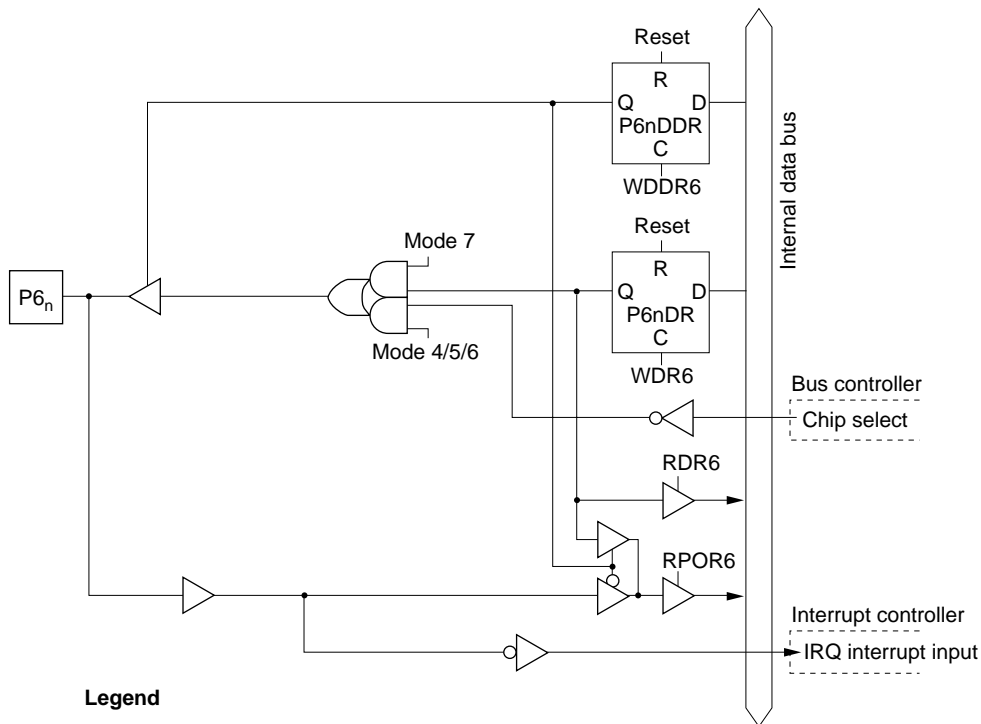 Reset
R
Q D
P6nDDR
C
WDDR6
Internal data bus
Reset
R
Q D
P6nDR
C
WDR6
Mode 7
P6n
Mode 4/5/6
Bus controller
Chip select
RDR6
RPOR6
Interrupt controller
IRQ interrupt input
Legend